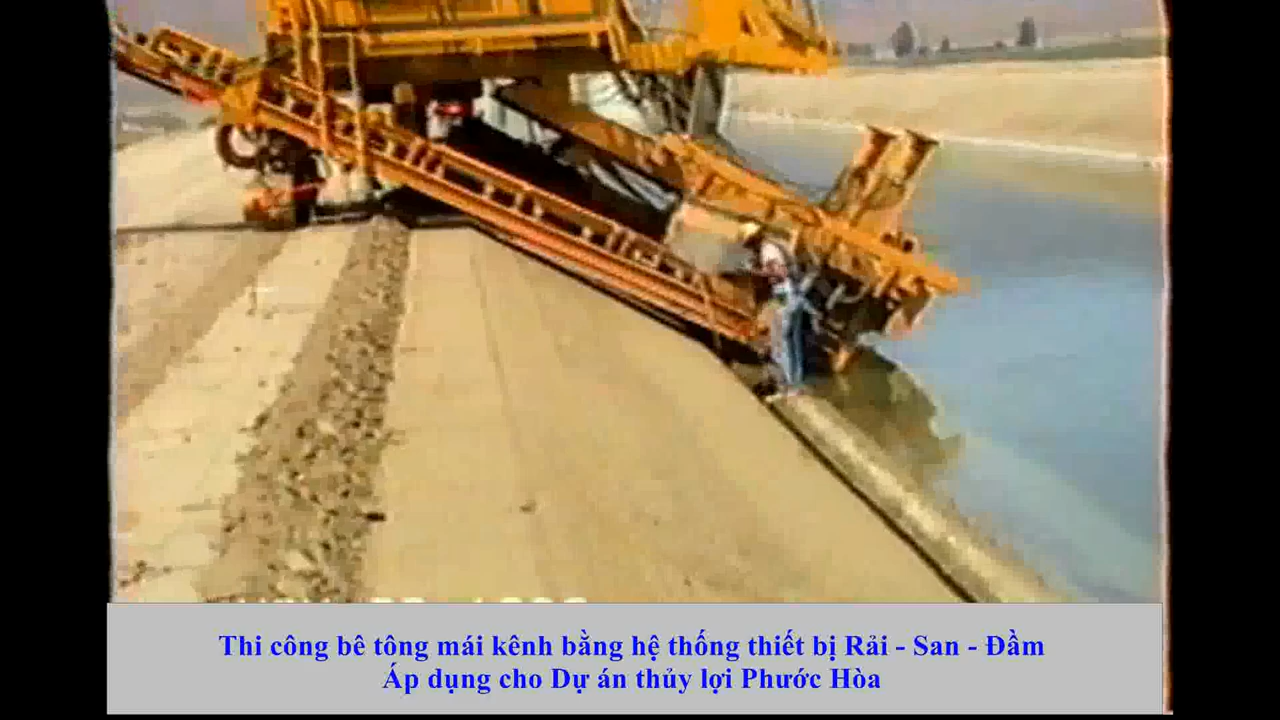 Thi công bê tông mái kênh bằng hệ thống thiết bị Rải - San - Đầm
Áp dụng cho Dự án thủy lợi Phước Hòa